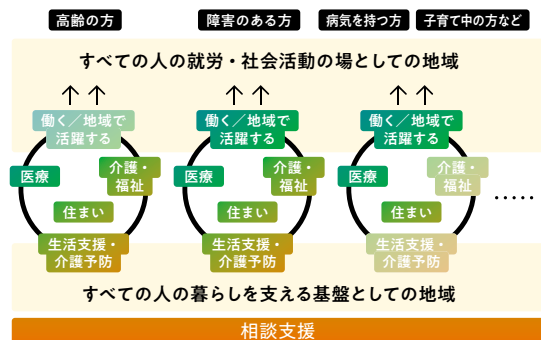 高齢の方
障害のある方
病気を持つ方
子育て中の方など
すべての人の就労・社会活動の場としての地域
働く／地域で
活躍する
医療
介護・
福祉
住まい
生活支援・
介護予防
働く／地域で
活躍する
医療
介護・
福祉
住まい
生活支援・
介護予防
働く／地域で
活躍する
医療
介護・
福祉
住まい
生活支援・
介護予防
・・・・・
すべての人の暮らしを支える基盤としての地域
相談支援